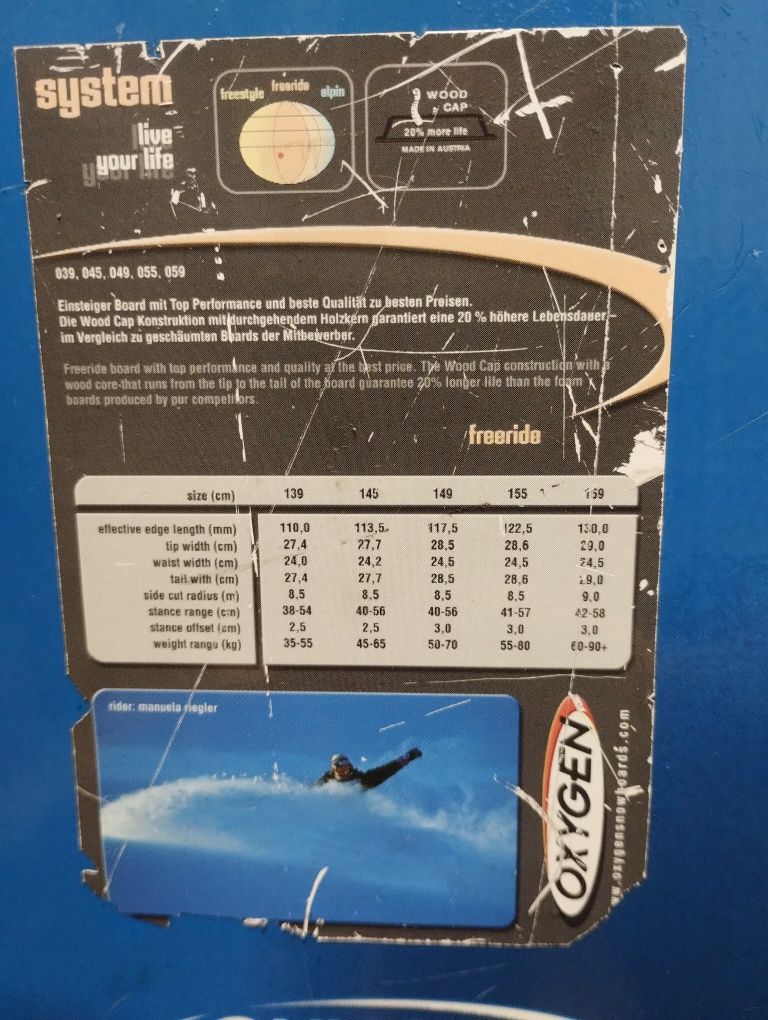 system
live
your life
freestyle freeride alpin
WOOD
CAP
20% more life
MADE IN AUSTRIA
039, 045, 049, 055, 059
Einsteiger Board mit Top Performance und beste Qualität zu besten Preisen.
Die Wood Cap Konstruktion mit durchgehendem Holzkern garantiert eine 20 % höhere Lebensdauer –
im Vergleich zu geschäumten Boards der Mitbewerber.
Freeride board with top performance and quality at the best price. The Wood Cap construction with a
wood core that runs from the tip to the tail of the board guarantee 20% longer life than the foam
boards produced by our competitors.
freeride
size (cm) 139 145 149 155 159
effective edge length (mm) 110,0 113,5 117,5 122,5 130,0
tip width (cm) 27,4 27,7 28,5 28,6 29,0
waist width (cm) 24,0 24,2 24,5 24,5 24,5
tail with (cm) 27,4 27,7 28,5 28,6 29,0
side cut radius (m) 8,5 8,5 8,5 8,5 9,0
stance range (cm) 38-54 40-56 40-56 41-57 42-58
stance offset (cm) 2,5 2,5 3,0 3,0 3,0
weight range (kg) 35-55 45-65 50-70 55-80 60-90+
rider: manuela riegler
OXYGEN
www.oxygensnowboards.com